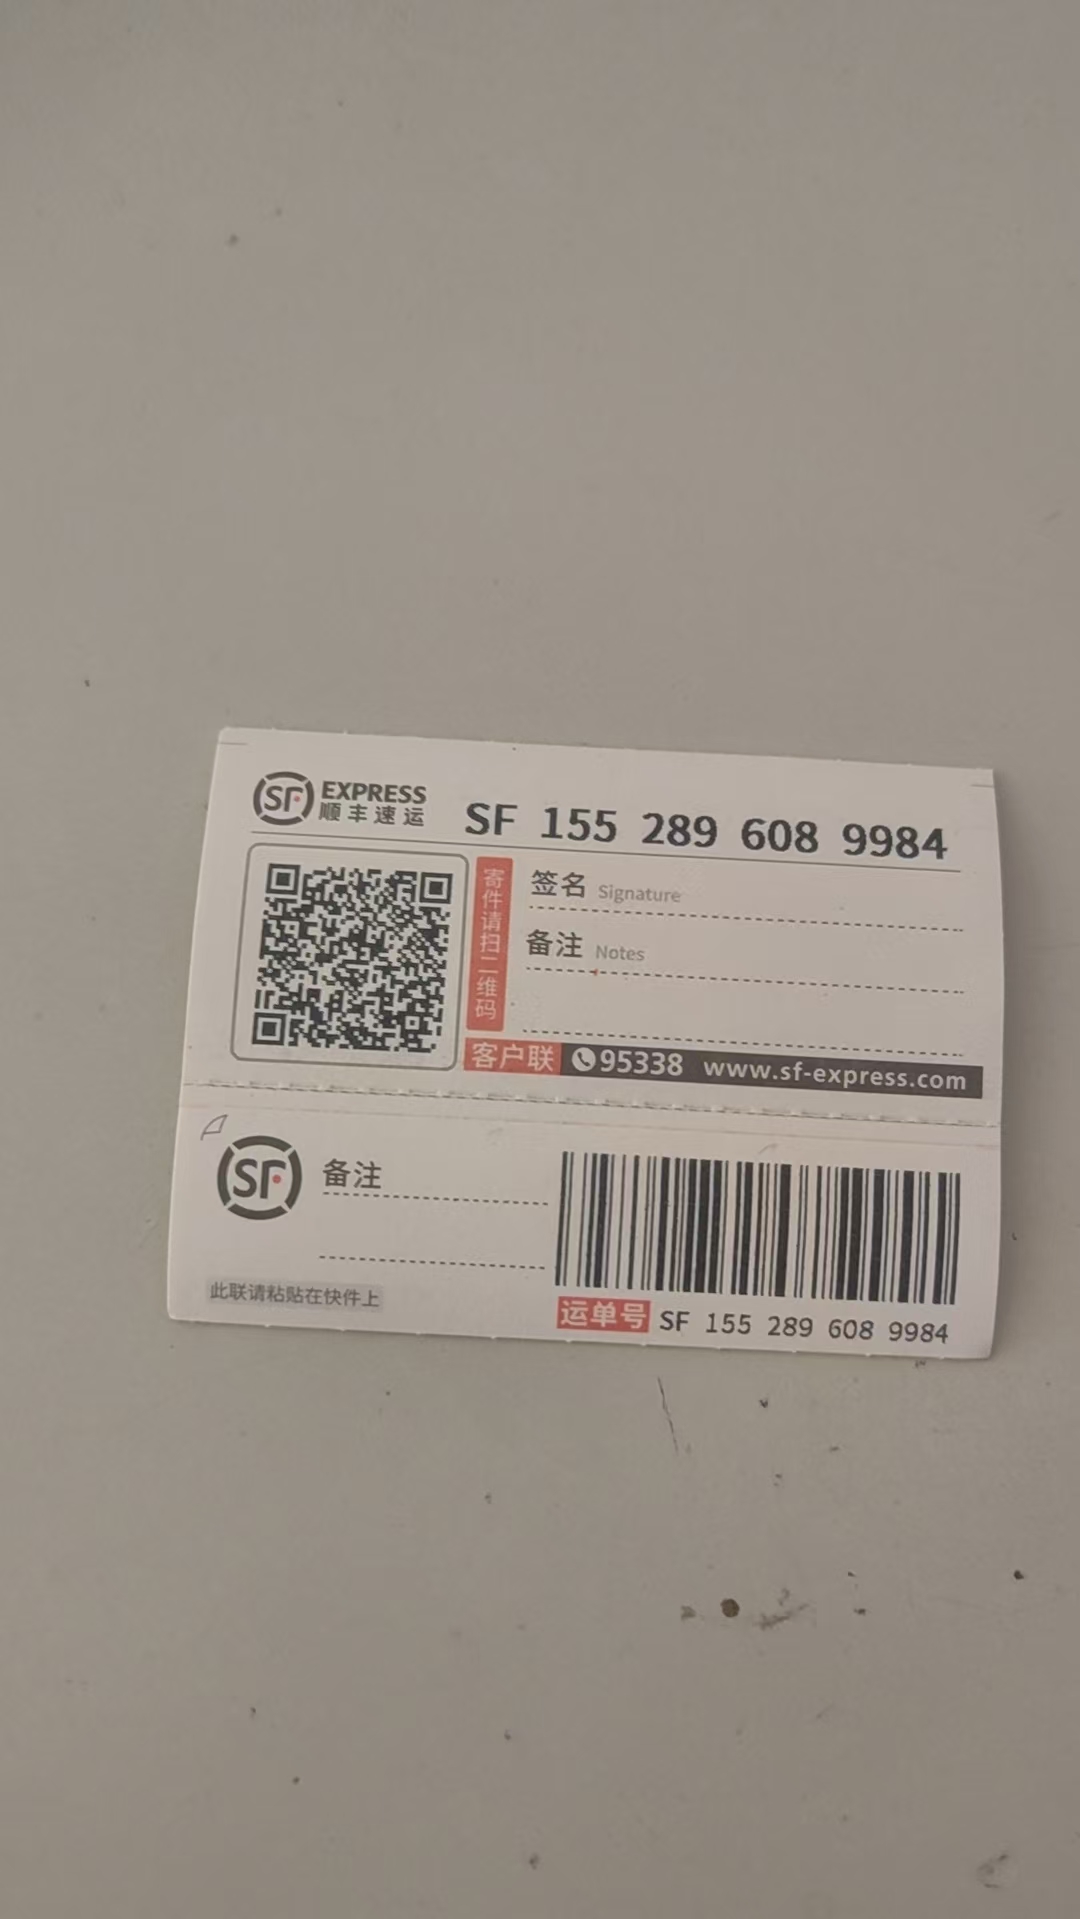 SF EXPRESS
顺丰速运
SF 155 289 608 9984
寄件请扫二维码
签名 Signature
备注 Notes
客户联 95338 www.sf-express.com
SF 备注
此联请粘贴在快件上
运单号 SF 155 289 608 9984